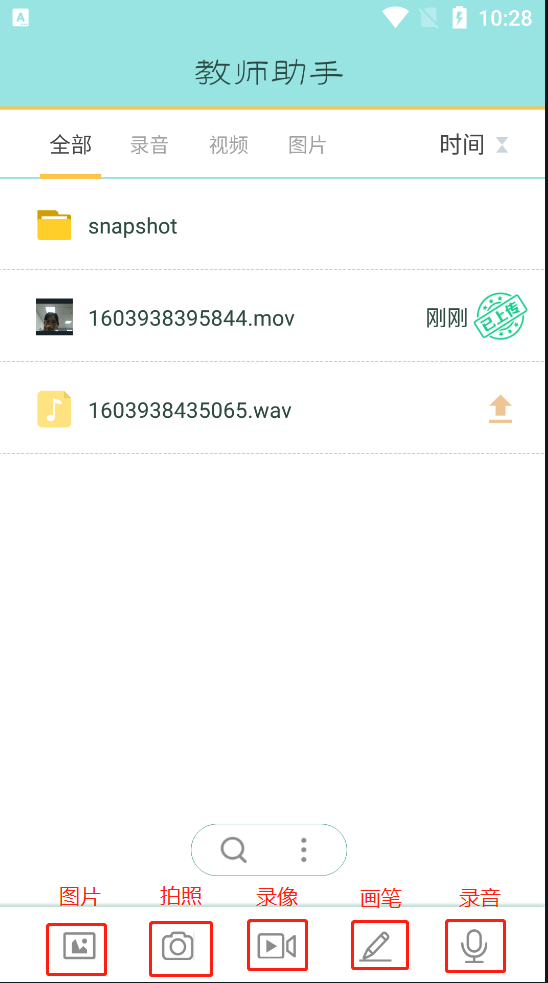 A
10:28
教师助手
全部 录音 视频 图片 时间
snapshot
1603938395844.mov 刚刚 已上传
1603938435065.wav
图片 拍照 录像 画笔 录音